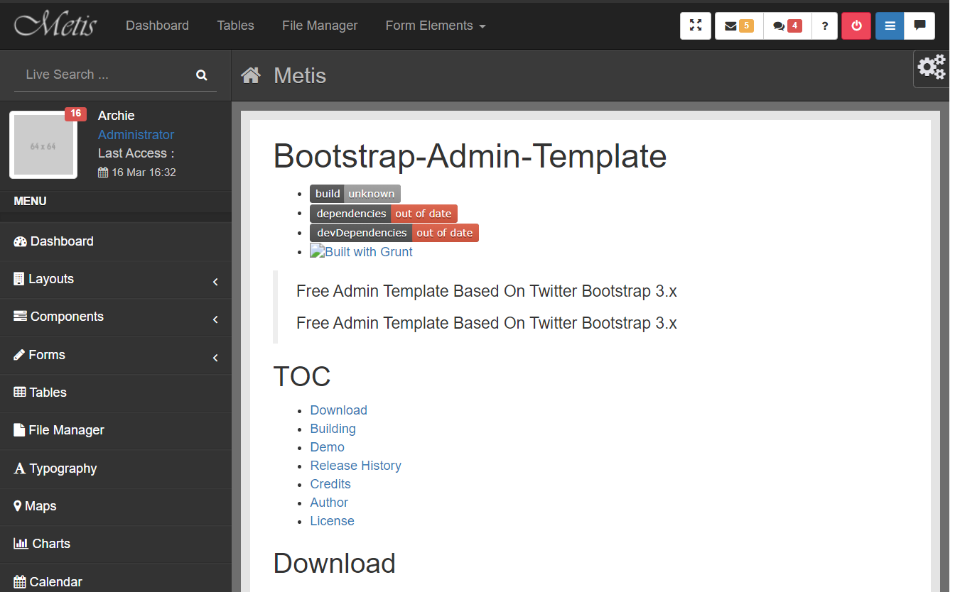 Metis Dashboard Tables File Manager Form Elements 5 4 ?
Live Search ...
Metis
16
64 x 64
Archie
Administrator
Last Access :
16 Mar 16:32
MENU
Dashboard
Layouts
Components
Forms
Tables
File Manager
Typography
Maps
Charts
Calendar
Bootstrap-Admin-Template
build unknown
dependencies out of date
devDependencies out of date
Built with Grunt
Free Admin Template Based On Twitter Bootstrap 3.x
Free Admin Template Based On Twitter Bootstrap 3.x
TOC
Download
Building
Demo
Release History
Credits
Author
License
Download